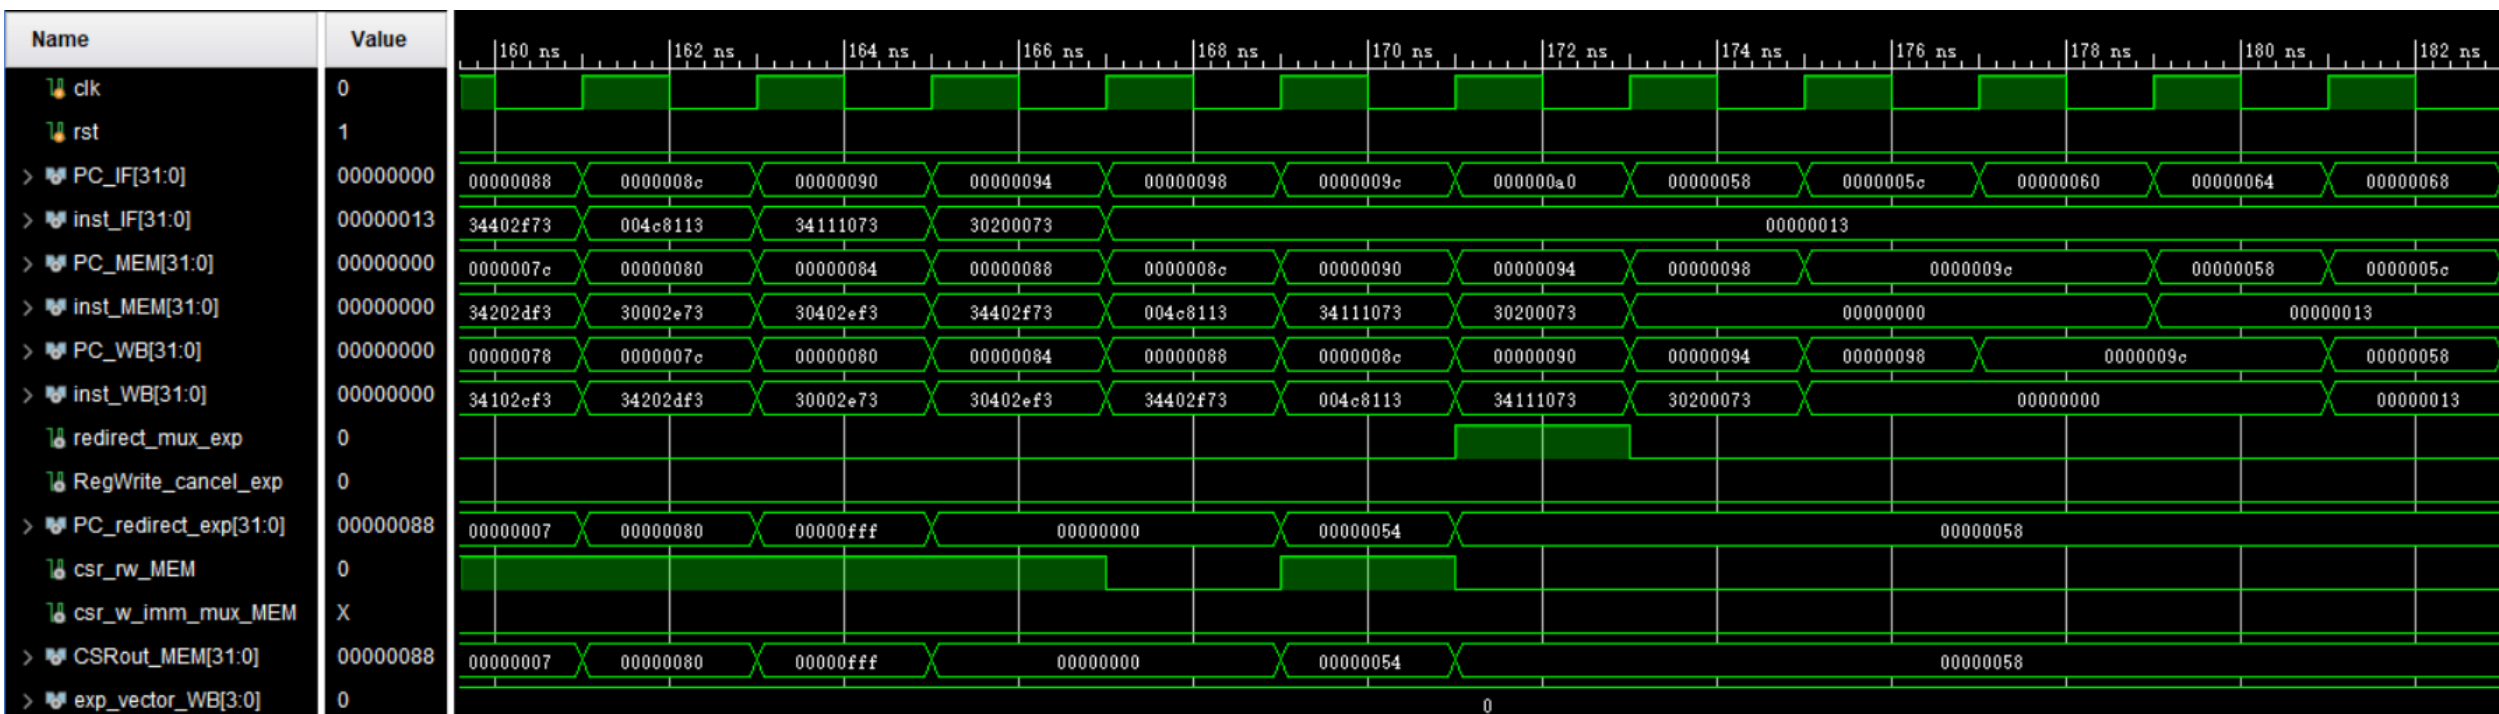 Name Value 160 ns 162 ns 164 ns 166 ns 168 ns 170 ns 172 ns 174 ns 176 ns 178 ns 180 ns 182 ns
clk 0
rst 1
> PC_IF[31:0] 00000000 00000088 0000008c 00000090 00000094 00000098 0000009c 000000a0 00000058 0000005c 00000060 00000064 00000068
> inst_IF[31:0] 00000013 34402f73 004c8113 34111073 30200073 00000013
> PC_MEM[31:0] 00000000 0000007c 00000080 00000084 00000088 0000008c 00000090 00000094 00000098 0000009c 00000058 0000005c
> inst_MEM[31:0] 00000000 34202df3 30002e73 30402ef3 34402f73 004c8113 34111073 30200073 00000000 00000013
> PC_WB[31:0] 00000000 00000078 0000007c 00000080 00000084 00000088 0000008c 00000090 00000094 00000098 0000009c 00000058
> inst_WB[31:0] 00000000 34102cf3 34202df3 30002e73 30402ef3 34402f73 004c8113 34111073 30200073 00000000 00000013
redirect_mux_exp 0
RegWrite_cancel_exp 0
> PC_redirect_exp[31:0] 00000088 00000007 00000080 00000fff 00000000 00000054 00000058
csr_rw_MEM 0
csr_w_imm_mux_MEM X
> CSRout_MEM[31:0] 00000088 00000007 00000080 00000fff 00000000 00000054 00000058
> exp_vector_WB[3:0] 0 0